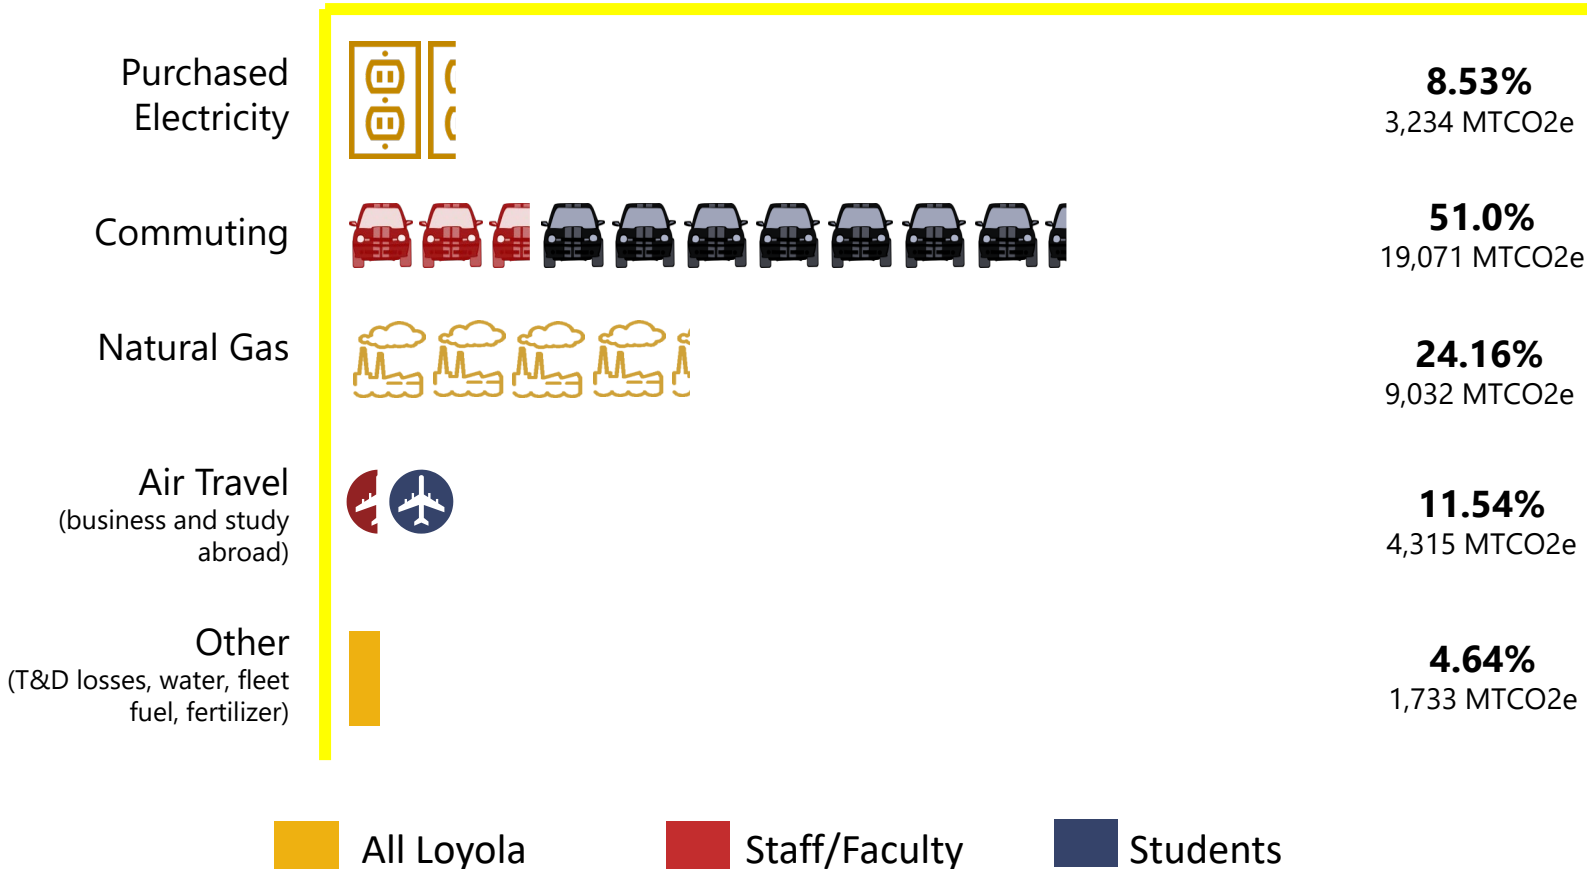 Purchased
Electricity
8.53%
3,234 MTCO2e
Commuting
51.0%
19,071 MTCO2e
Natural Gas
24.16%
9,032 MTCO2e
Air Travel
(business and study
abroad)
11.54%
4,315 MTCO2e
Other
(T&D losses, water, fleet
fuel, fertilizer)
4.64%
1,733 MTCO2e
All Loyola
Staff/Faculty
Students